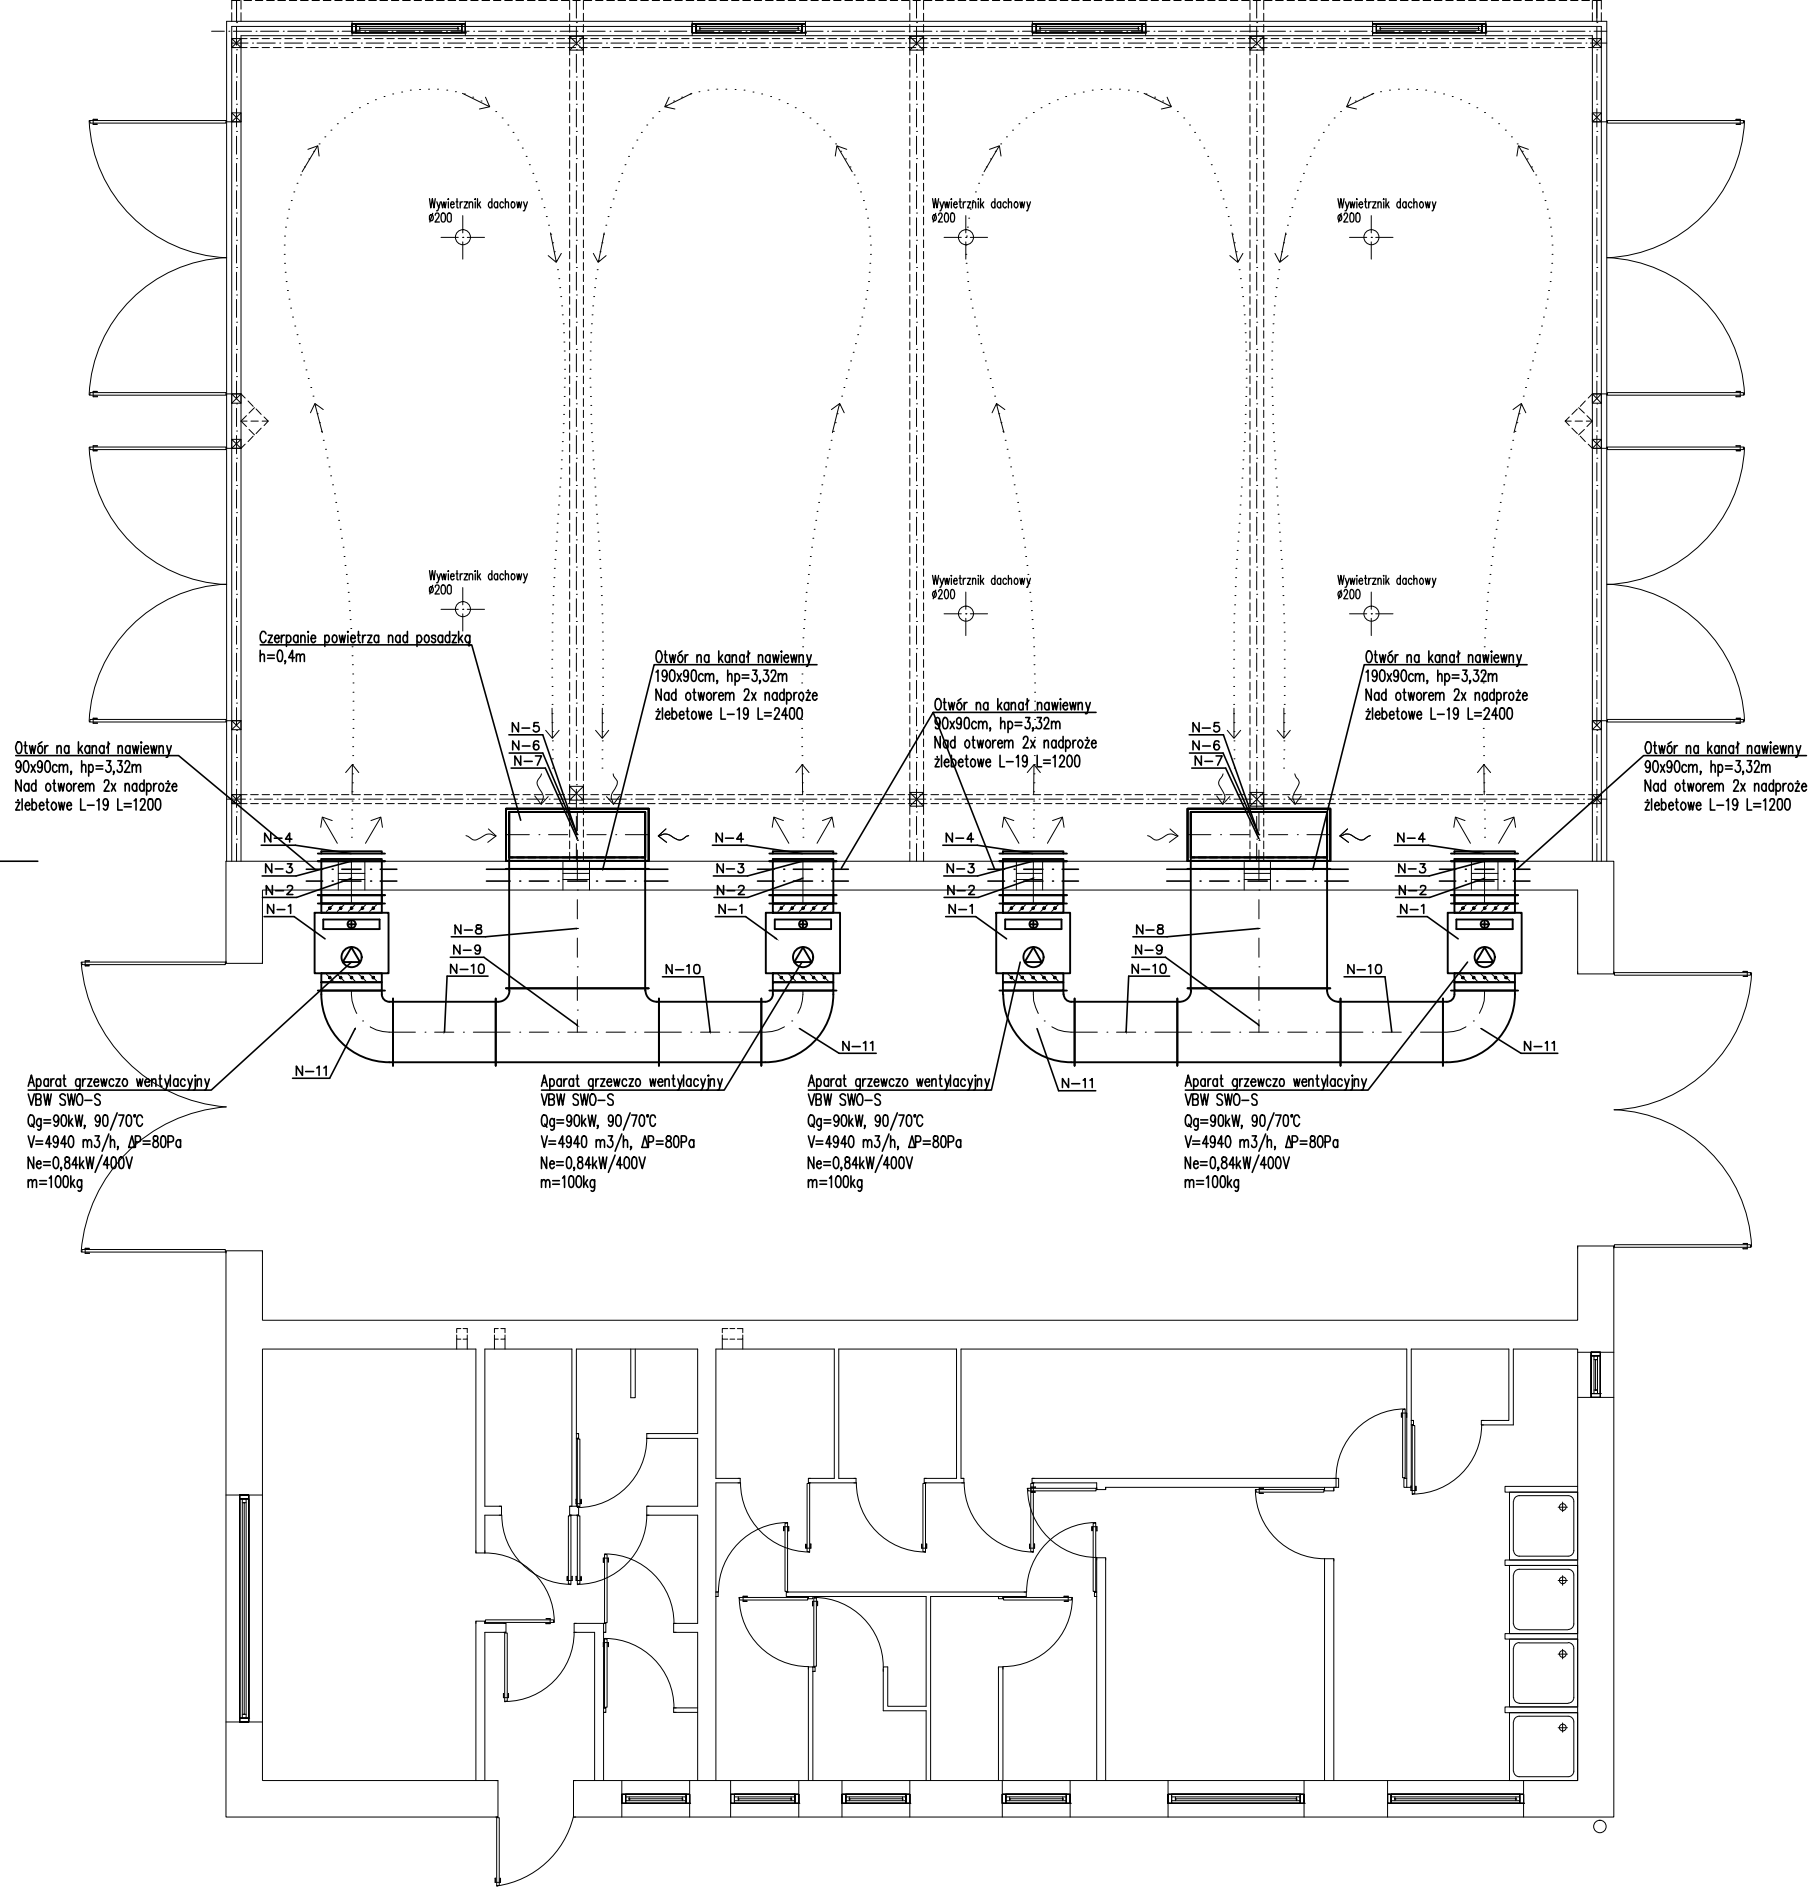 Wywietrznik dachowy
ø200
Wywietrznik dachowy
ø200
Wywietrznik dachowy
ø200
Wywietrznik dachowy
ø200
Wywietrznik dachowy
ø200
Wywietrznik dachowy
ø200
Czerpanie powietrza nad posadzką
h=0,4m
Otwór na kanał nawiewny
190x90cm, hp=3,32m
Nad otworem 2x nadproże
żlebetowe L-19 L=2400
Otwór na kanał nawiewny
190x90cm, hp=3,32m
Nad otworem 2x nadproże
żlebetowe L-19 L=2400
Otwór na kanał nawiewny
90x90cm, hp=3,32m
Nad otworem 2x nadproże
żlebetowe L-19 L=1200
Otwór na kanał nawiewny
90x90cm, hp=3,32m
Nad otworem 2x nadproże
żlebetowe L-19 L=1200
Otwór na kanał nawiewny
90x90cm, hp=3,32m
Nad otworem 2x nadproże
żlebetowe L-19 L=1200
N-5
N-6
N-7
N-5
N-6
N-7
N-4
N-3
N-2
N-1
N-4
N-3
N-2
N-1
N-4
N-3
N-2
N-1
N-4
N-3
N-2
N-1
N-8
N-9
N-10
N-10
N-8
N-9
N-10
N-10
N-11
N-11
N-11
N-11
Aparat grzewczo wentylacyjny
VBW SWO-S
Qg=90kW, 90/70°C
V=4940 m3/h, ΔP=80Pa
Ne=0,84kW/400V
m=100kg
Aparat grzewczo wentylacyjny
VBW SWO-S
Qg=90kW, 90/70°C
V=4940 m3/h, ΔP=80Pa
Ne=0,84kW/400V
m=100kg
Aparat grzewczo wentylacyjny
VBW SWO-S
Qg=90kW, 90/70°C
V=4940 m3/h, ΔP=80Pa
Ne=0,84kW/400V
m=100kg
Aparat grzewczo wentylacyjny
VBW SWO-S
Qg=90kW, 90/70°C
V=4940 m3/h, ΔP=80Pa
Ne=0,84kW/400V
m=100kg